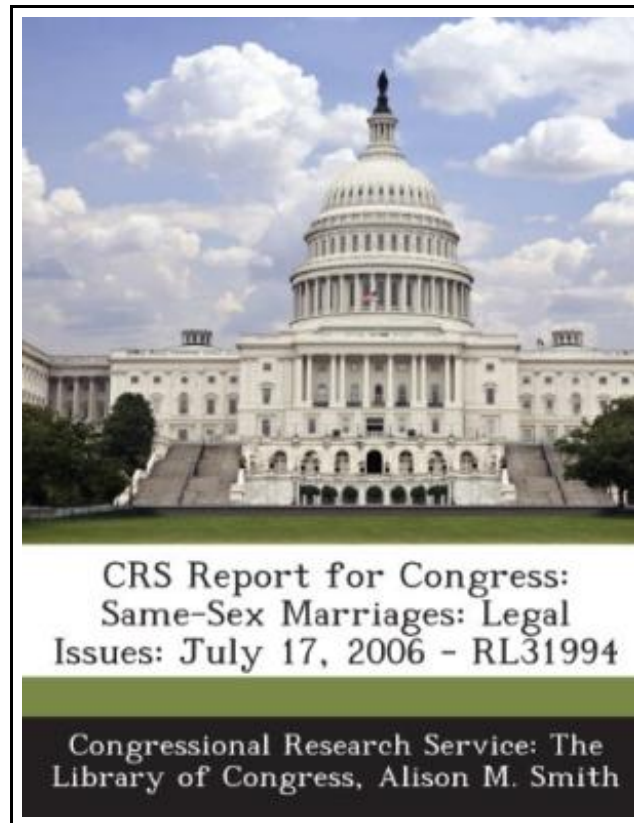 CRS Report for Congress:
Same-Sex Marriages: Legal
Issues: July 17, 2006 - RL31994
Congressional Research Service: The
Library of Congress, Alison M. Smith